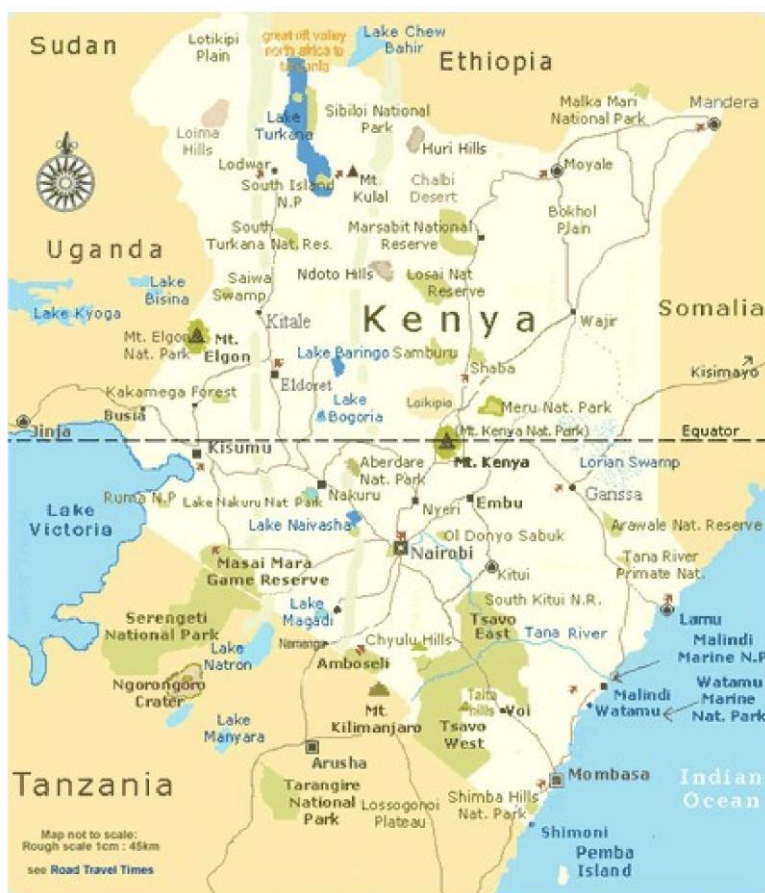 Sudan
Lotikipi
Plain
great rift valley
north africa to
tanzania
Lake Chew
Bahir
Ethiopia
Malka Mari
National Park
Mandera
Loima
Hills
Lake
Turkana
Sibiloi National
Park
Huri Hills
Moyale
Lodwar
South Island
N.P
Mt.
Kulal
Chalbi
Desert
Bokhol
Plain
Uganda
South
Turkana Nat. Res.
Marsabit National
Reserve
Lake
Bisina
Lake Kyoga
Saiwa
Swamp
Ndoto Hills
Losai Nat
Reserve
Kenya
Somalia
Wajir
Kitale
Mt. Elgon
Nat. Park
Mt.
Elgon
Lake Baringo
Samburu
Shaba
Kisimayo
Eldoret
Kakamega Forest
Busia
Lake
Bogoria
Laikipia
Meru Nat. Park
Jinja
(Mt. Kenya Nat. Park)
Equator
Kisumu
Mt. Kenya
Lorian Swamp
Aberdare
Nat. Park
Lake
Victoria
Ruma N.P
Lake Nakuru Nat Park
Nakuru
Nyeri
Embu
Garissa
Lake Naivasha
Ol Donyo Sabuk
Arawale Nat. Reserve
Nairobi
Masai Mara
Game Reserve
Kitui
Tana River
Primate Nat.
Serengeti
National Park
Lake
Magadi
South Kitui N.R.
Lamu
Tsavo
East
Tana River
Malindi
Marine N.P
Namanga
Chyulu Hills
Lake
Natron
Amboseli
Ngorongoro
Crater
Mt.
Kilimanjaro
Taita
hills
Voi
Malindi
Watamu
Watamu
Marine
Nat. Park
Lake
Manyara
Tsavo
West
Arusha
Mombasa
Tanzania
Tarangire
National
Park
Lossogonoi
Plateau
Shimba Hills
Nat. Park
Indian
Ocean
Shimoni
Pemba
Island
Map not to scale:
Rough scale 1cm : 45km
see Road Travel Times